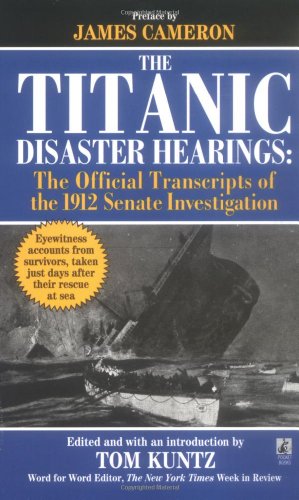 Preface by
JAMES CAMERON
THE
TITANIC
DISASTER HEARINGS:
The Official Transcripts of
the 1912 Senate Investigation
Eyewitness
accounts from
survivors, taken
just days after
their rescue
at sea
Edited and with an introduction by
TOM KUNTZ
Word for Word Editor, The New York Times Week in Review
POCKET
BOOKS